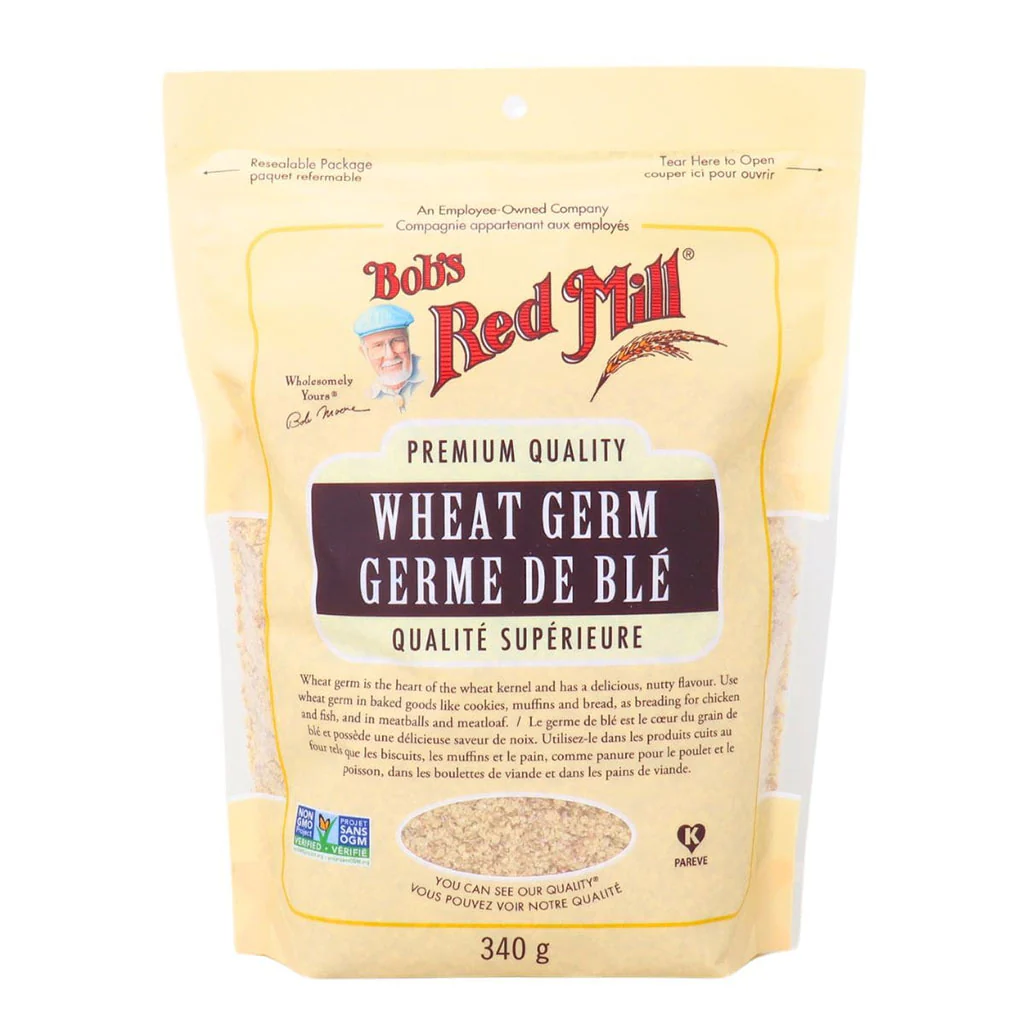 Resealable Package
paquet refermable
Tear Here to Open
couper ici pour ouvrir
An Employee-Owned Company
Compagnie appartenant aux employés
Bob's
Red Mill®
Wholesomely
Yours®
Bob Moore
PREMIUM QUALITY
WHEAT GERM
GERME DE BLÉ
QUALITÉ SUPÉRIEURE
Wheat germ is the heart of the wheat kernel and has a delicious, nutty flavour. Use
wheat germ in baked goods like cookies, muffins and bread, as breading for chicken
and fish, and in meatballs and meatloaf. / Le germe de blé est le cœur du grain de
blé et possède une délicieuse saveur de noix. Utilisez-le dans les produits cuits au
four tels que les biscuits, les muffins et le pain, comme panure pour le poulet et le
poisson, dans les boulettes de viande et dans les pains de viande.
NON
GMO
Project
PROJET
SANS
OGM
VERIFIED • VÉRIFIÉ
K
PAREVE
YOU CAN SEE OUR QUALITY®
VOUS POUVEZ VOIR NOTRE QUALITÉ
340 g